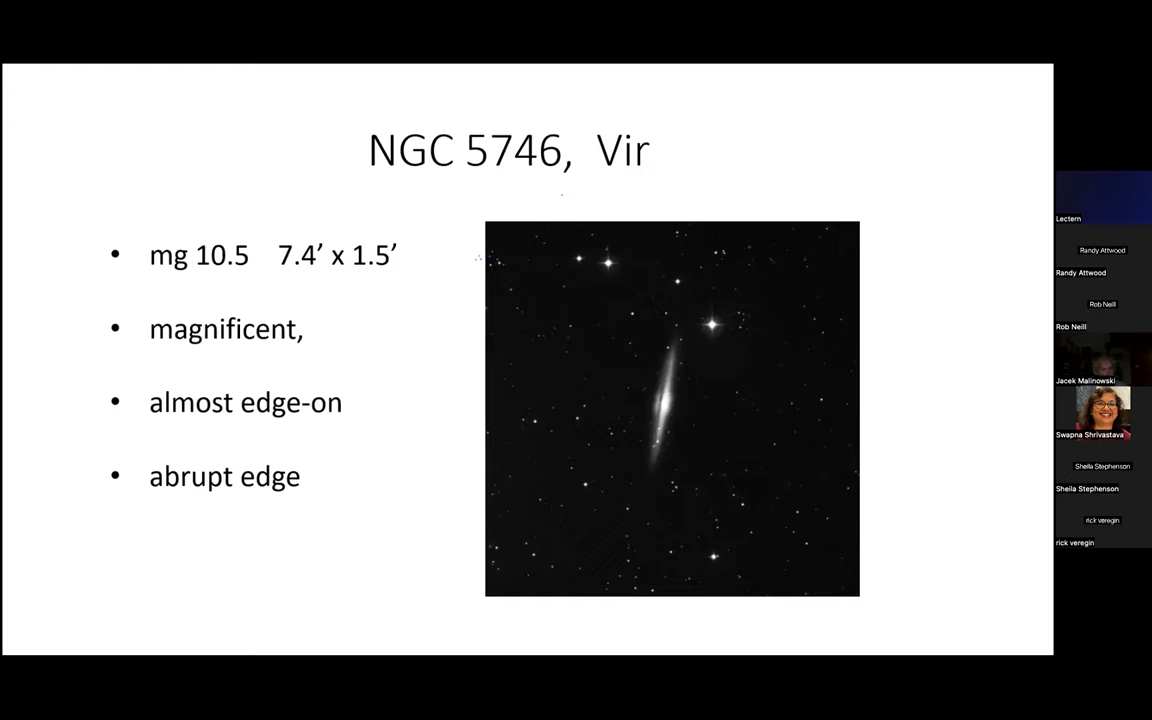 NGC 5746, Vir
• mg 10.5 7.4’ x 1.5’
• magnificent,
• almost edge-on
• abrupt edge
Lectern
Randy Attwood
Randy Attwood
Rob Neill
Rob Neill
Jacek Malinowski
Swapna Shrivastava
Sheila Stephenson
Sheila Stephenson
rick veregin
rick veregin